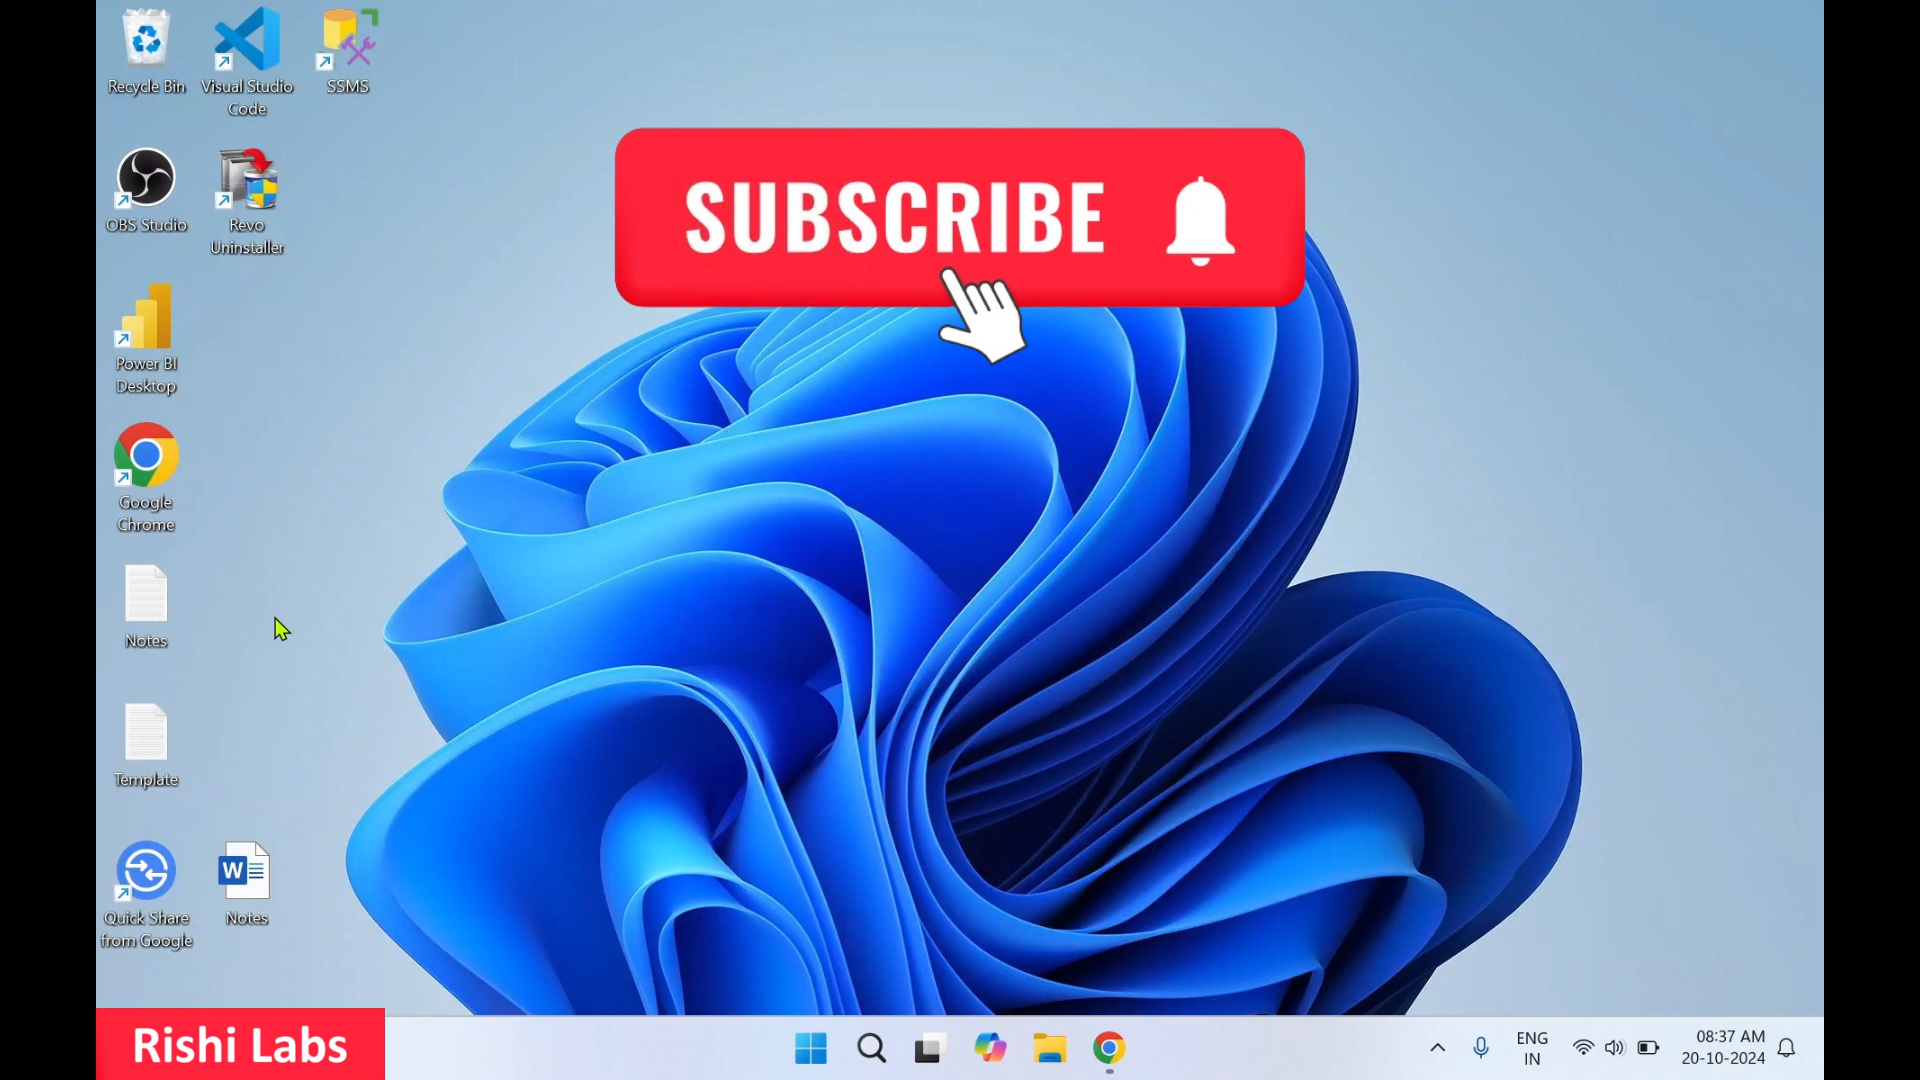 Recycle Bin
Visual Studio
Code
SSMS
OBS Studio
Revo
Uninstaller
Power BI
Desktop
Google
Chrome
Notes
Template
Quick Share
from Google
W
Notes
SUBSCRIBE
Rishi Labs
ENG
IN
08:37 AM
20-10-2024